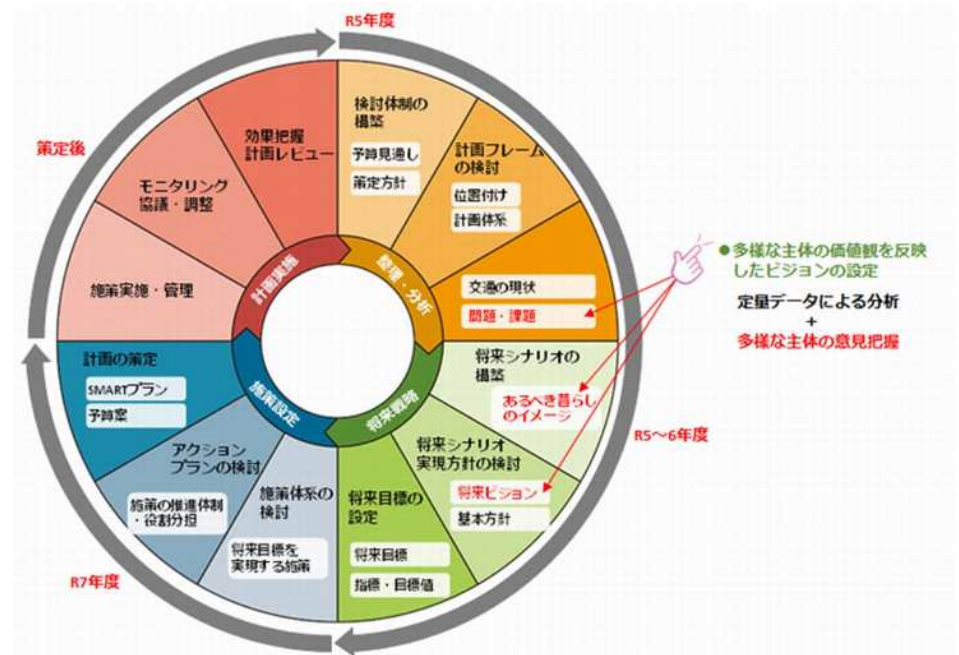 R5年度
検討体制の
構築
予算見通し
策定方針
計画フレーム
の検討
位置付け
計画体系
交通の現状
問題・課題
整理・分析
●多様な主体の価値観を反映
したビジョンの設定
定量データによる分析
+
多様な主体の意見把握
将来シナリオの
構築
あるべき暮らし
のイメージ
R5～6年度
将来シナリオ
実現方針の検討
将来ビジョン
基本方針
将来目標の
設定
将来目標
指標・目標値
将来戦略
施策体系の
検討
将来目標を
実現する施策
アクション
プランの検討
施策の推進体制
・役割分担
R7年度
計画の策定
SMARTプラン
予算案
施策設定
施策実施・管理
モニタリング
協議・調整
効果把握
計画レビュー
計画実施
策定後